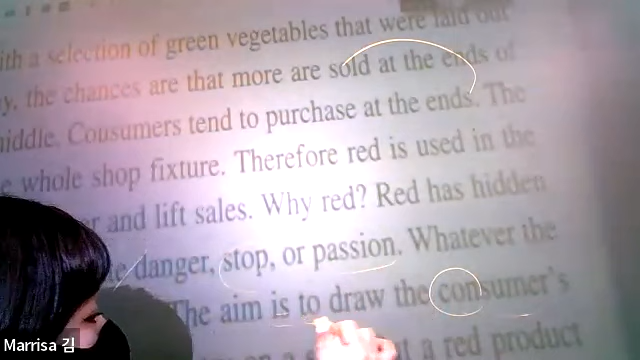 ith a selection of green vegetables that were laid out
y, the chances are that more are sold at the ends of
niddle. Cousumers tend to purchase at the ends. The
e whole shop fixture. Therefore red is used in the
er and lift sales. Why red? Red has hidden
e danger, stop, or passion. Whatever the
The aim is to draw the consumer's
a red product
Marrisa 김